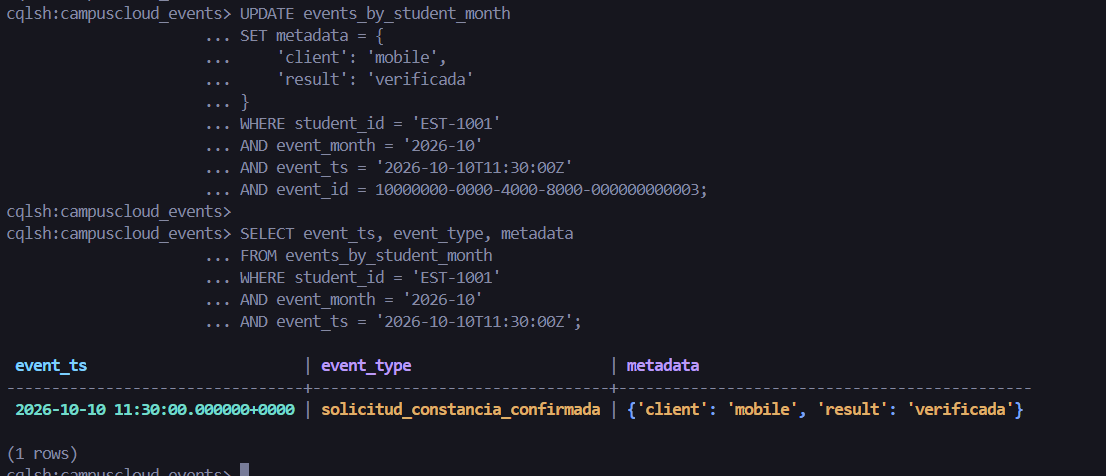 cqlsh:campuscloud_events> UPDATE events_by_student_month
... SET metadata = {
...     'client': 'mobile',
...     'result': 'verificada'
... }
... WHERE student_id = 'EST-1001'
... AND event_month = '2026-10'
... AND event_ts = '2026-10-10T11:30:00Z'
... AND event_id = 10000000-0000-4000-8000-000000000003;
cqlsh:campuscloud_events>
cqlsh:campuscloud_events> SELECT event_ts, event_type, metadata
... FROM events_by_student_month
... WHERE student_id = 'EST-1001'
... AND event_month = '2026-10'
... AND event_ts = '2026-10-10T11:30:00Z';
event_ts | event_type | metadata
---------------------------------+---------------------------------+----------------------------------------------
2026-10-10 11:30:00.000000+0000 | solicitud_constancia_confirmada | {'client': 'mobile', 'result': 'verificada'}
(1 rows)
cqlsh:campuscloud_events>